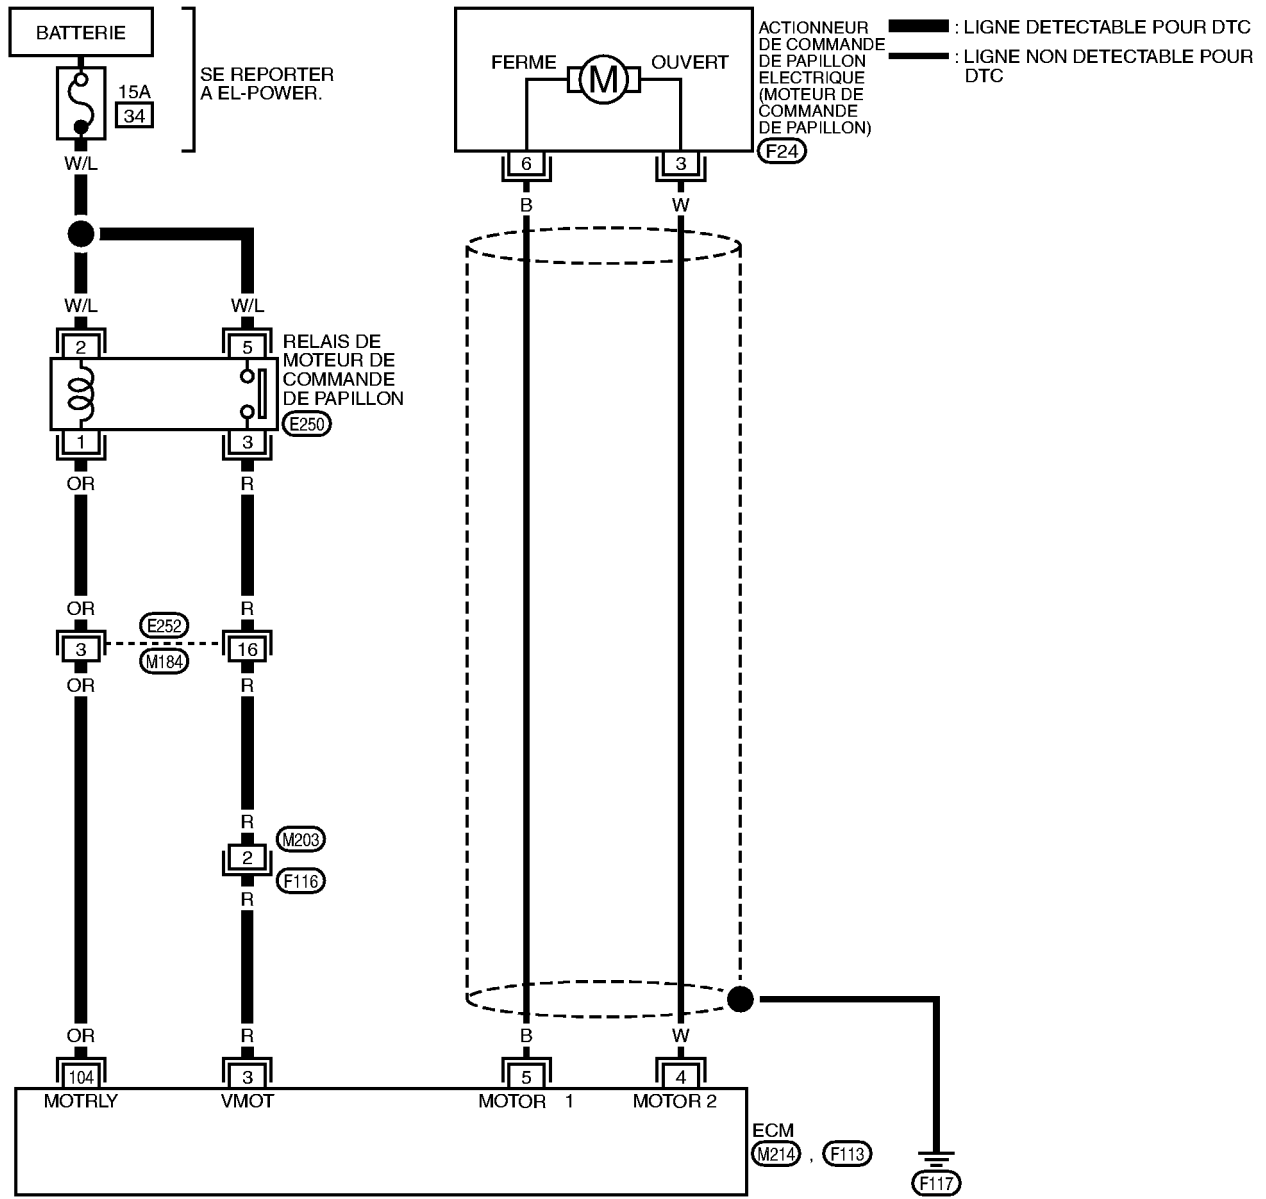 BATTERIE
15A
34
SE REPORTER
A EL-POWER.
W/L
W/L
W/L
2
5
RELAIS DE
MOTEUR DE
COMMANDE
DE PAPILLON
E250
1
3
OR
R
OR
R
E252
3
16
M184
OR
R
R
M203
2
F116
R
OR
R
104
3
MOTRLY
VMOT
FERME
M
OUVERT
ACTIONNEUR
DE COMMANDE
DE PAPILLON
ELECTRIQUE
(MOTEUR DE
COMMANDE
DE PAPILLON)
F24
6
3
B
W
B
W
5
4
MOTOR 1
MOTOR 2
ECM
M214 , F113
F117
: LIGNE DETECTABLE POUR DTC
: LIGNE NON DETECTABLE POUR
DTC